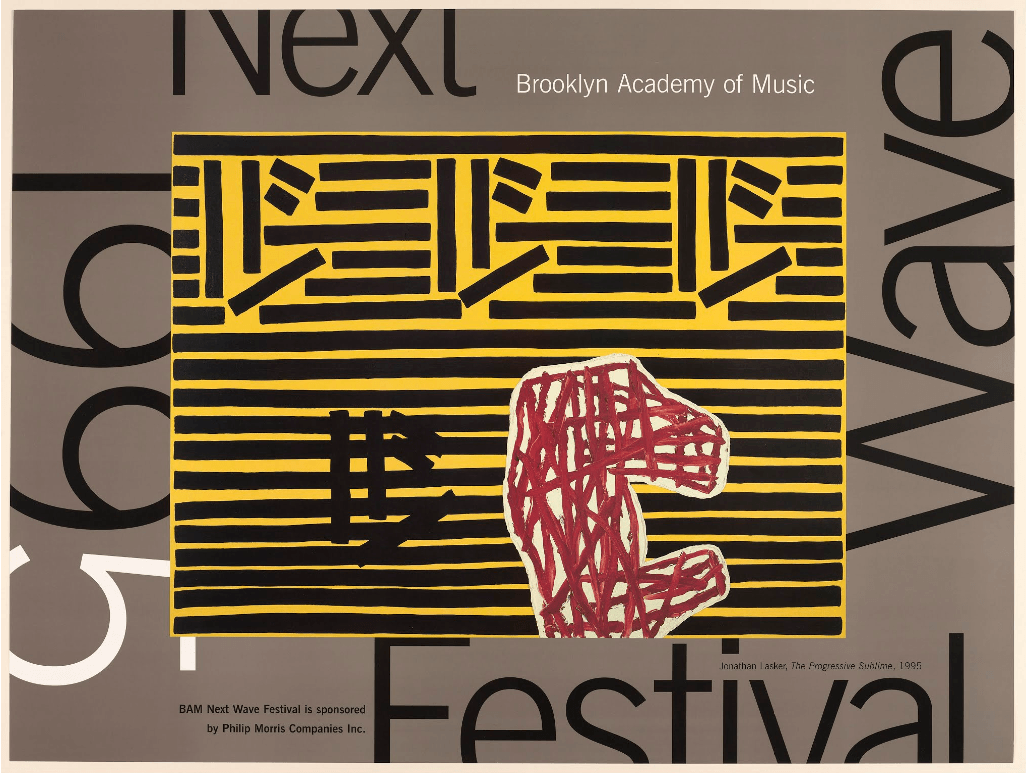 Next
Brooklyn Academy of Music
Wave
1995
Festival
Jonathan Lasker, The Progressive Sublime, 1995
BAM Next Wave Festival is sponsored
by Philip Morris Companies Inc.